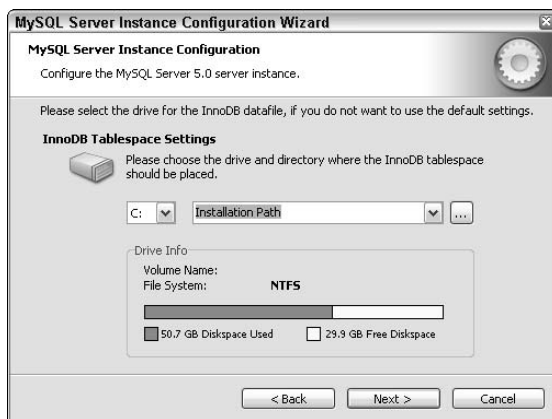 MySQL Server Instance Configuration Wizard
MySQL Server Instance Configuration
Configure the MySQL Server 5.0 server instance.
Please select the drive for the InnoDB datafile, if you do not want to use the default settings.
InnoDB Tablespace Settings
Please choose the drive and directory where the InnoDB tablespace
should be placed.
C: Installation Path ...
Drive Info
Volume Name:
File System: NTFS
50.7 GB Diskspace Used 29.9 GB Free Diskspace
< Back Next > Cancel